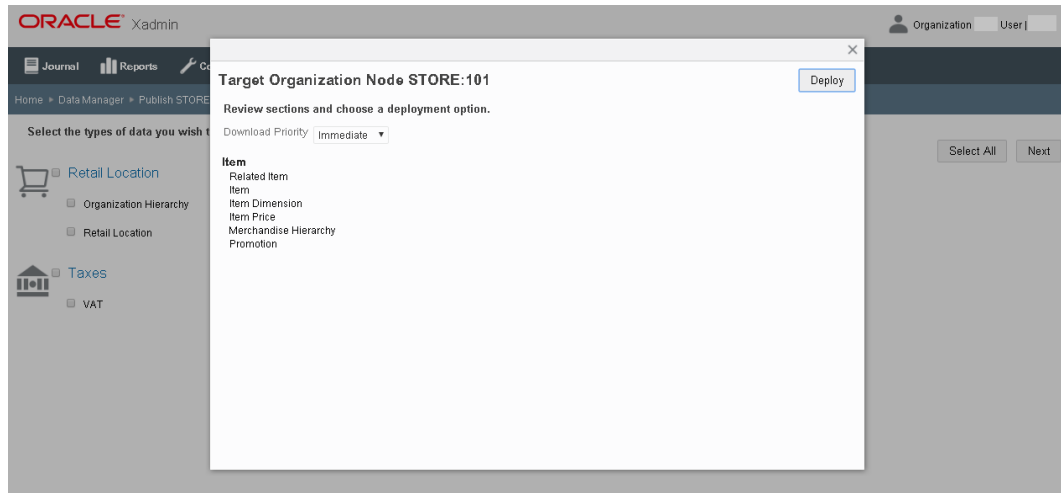 ORACLE® Xadmin
Organization User |
Journal Reports
Home ▸ Data Manager ▸ Publish STORE
Select the types of data you wish
Select All Next
Retail Location
Organization Hierarchy
Retail Location
Taxes
VAT
×
Target Organization Node STORE:101
Deploy
Review sections and choose a deployment option.
Download Priority Immediate ▼
Item
Related Item
Item
Item Dimension
Item Price
Merchandise Hierarchy
Promotion